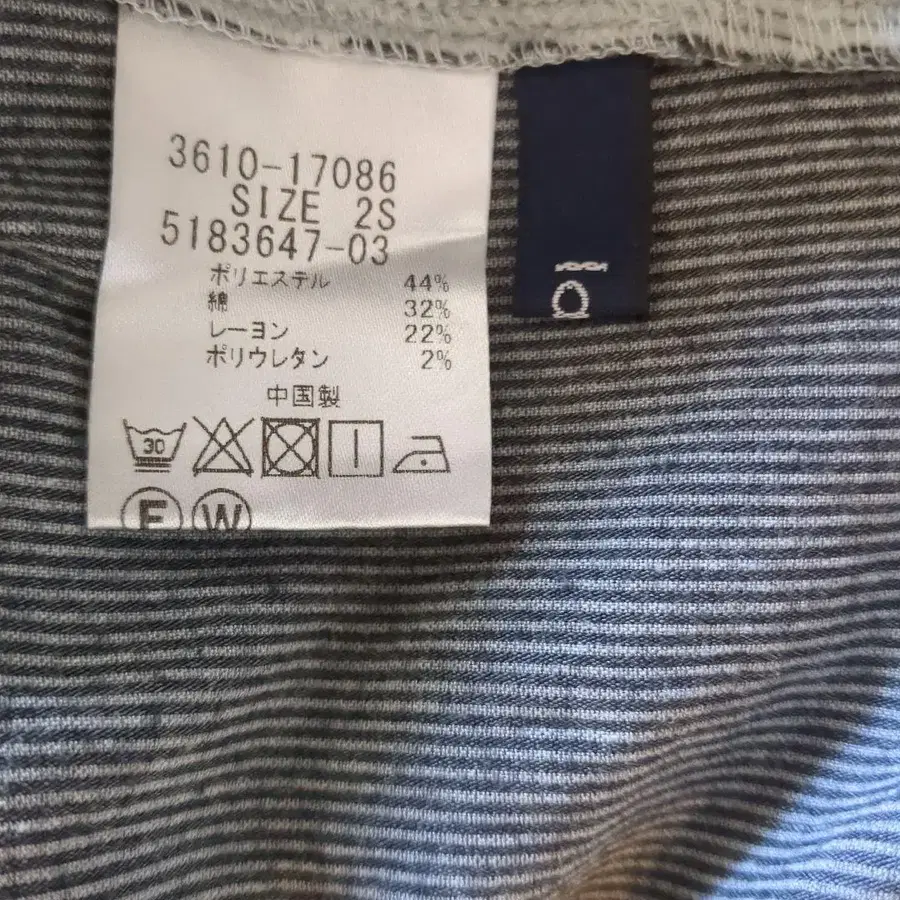 3610-17086
SIZE 2S
5183647-03
ポリエステル 44%
綿 32%
レーヨン 22%
ポリウレタン 2%
中国製
30
F W